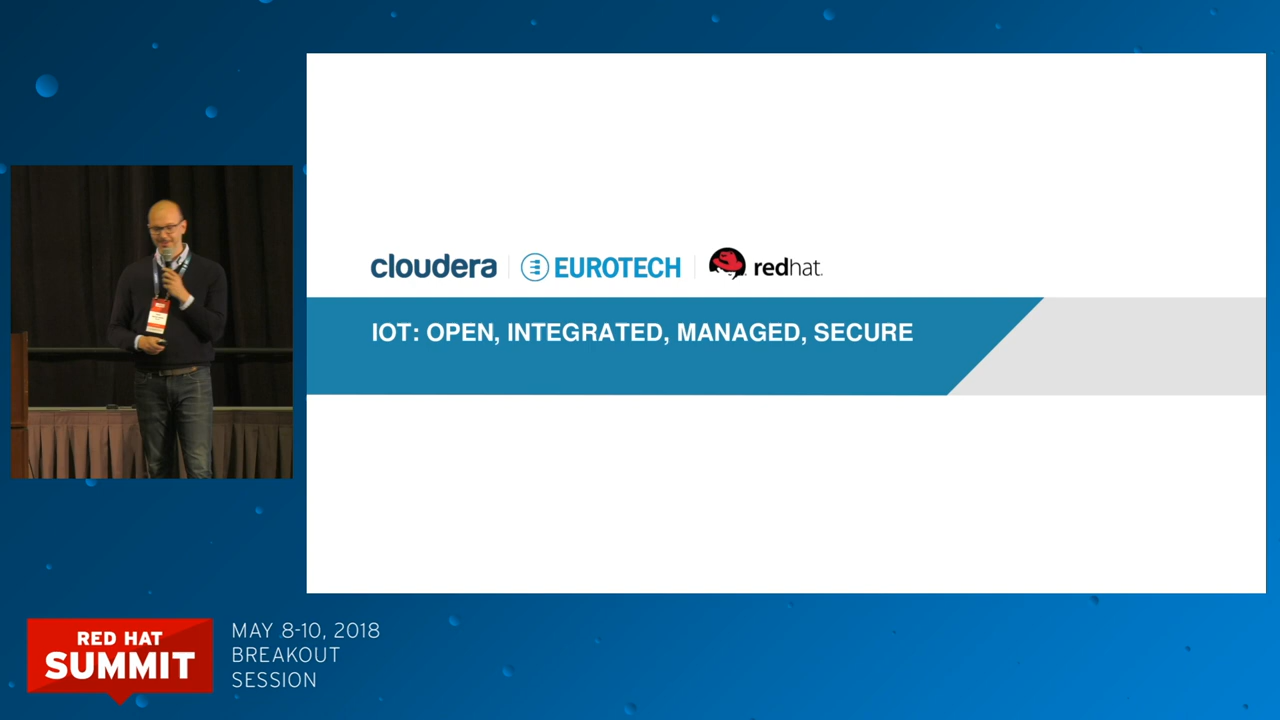 cloudera
EUROTECH
redhat.
IOT: OPEN, INTEGRATED, MANAGED, SECURE
RED HAT
SUMMIT
MAY 8-10, 2018
BREAKOUT
SESSION